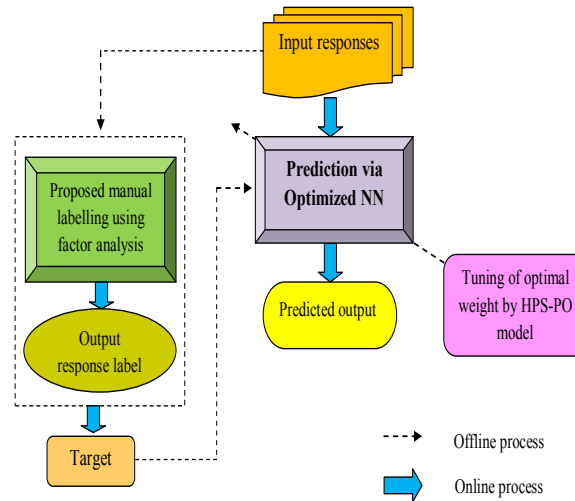 Input responses
Proposed manual
labelling using
factor analysis
Prediction via
Optimized NN
Output
response label
Predicted output
Tuning of optimal
weight by HPS-PO
model
Target
Offline process
Online process